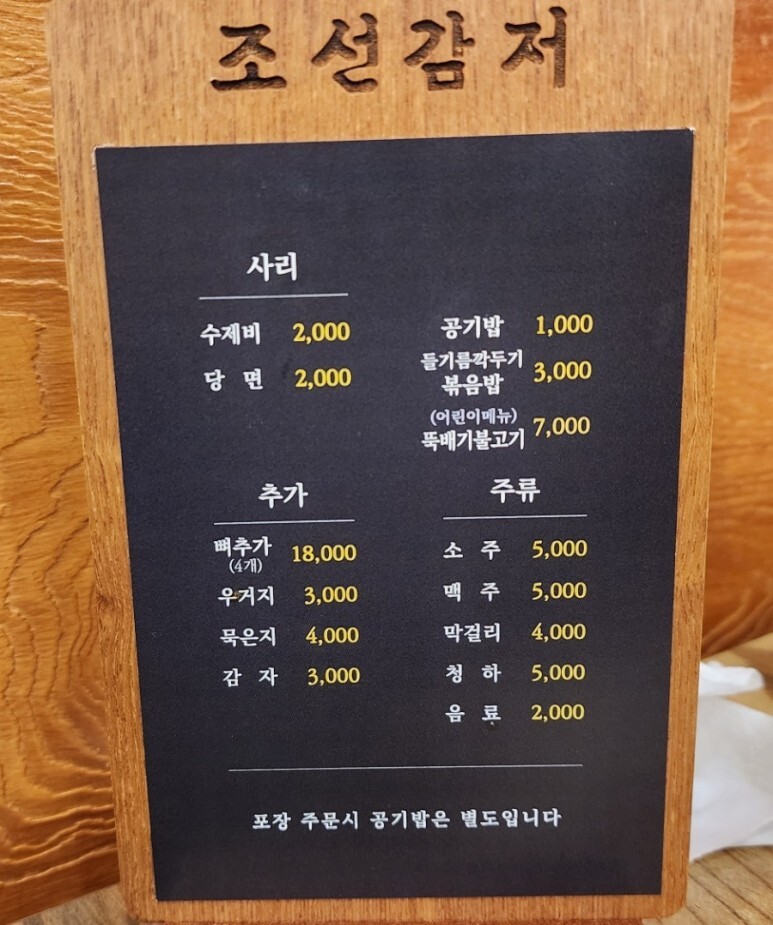 조선감저
사리
수제비 2,000
당면 2,000
공기밥 1,000
들기름깍두기
볶음밥 3,000
(어린이메뉴)
뚝배기불고기 7,000
추가
뼈추가 18,000
(4개)
우거지 3,000
묵은지 4,000
감자 3,000
주류
소주 5,000
맥주 5,000
막걸리 4,000
청하 5,000
음료 2,000
포장 주문시 공기밥은 별도입니다